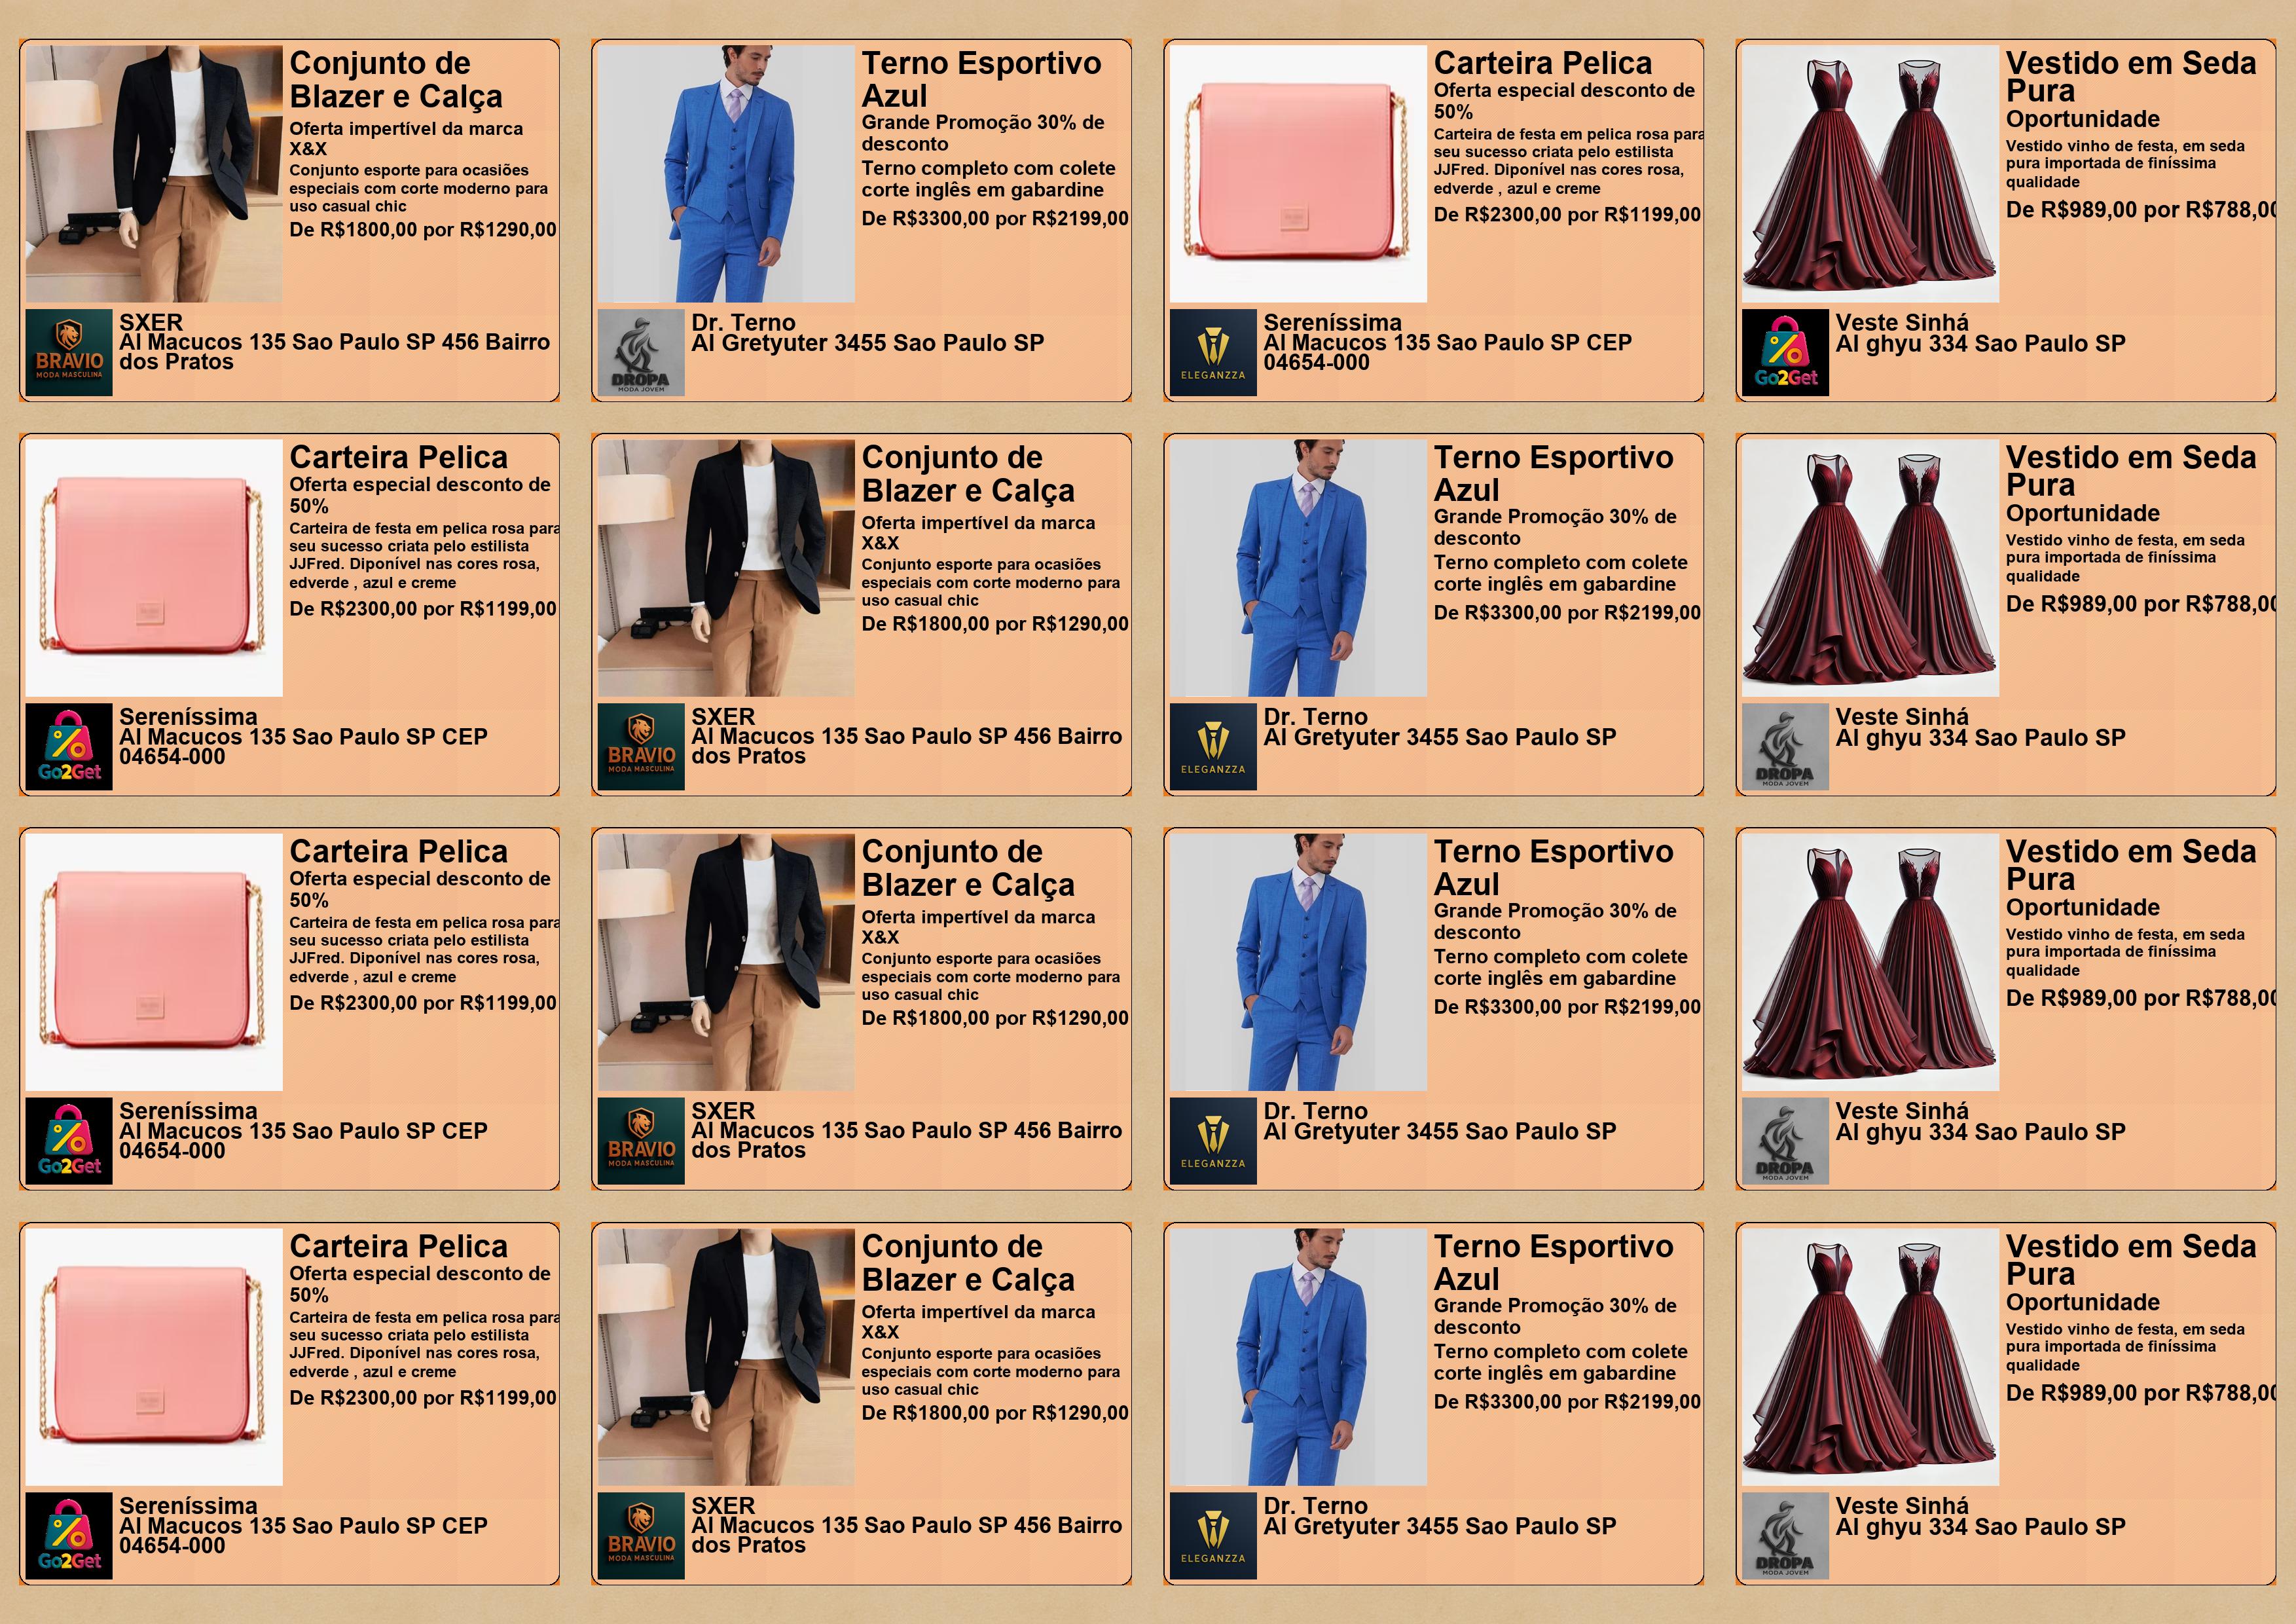 Conjunto de
Blazer e Calça
Oferta impertível da marca
X&X
Conjunto esporte para ocasiões
especiais com corte moderno para
uso casual chic
De R$1800,00 por R$1290,00
BRAVIO
MODA MASCULINA
SXER
Al Macucos 135 Sao Paulo SP 456 Bairro
dos Pratos
Terno Esportivo
Azul
Grande Promoção 30% de
desconto
Terno completo com colete
corte inglês em gabardine
De R$3300,00 por R$2199,00
DROPA
MODA JOVEM
Dr. Terno
Al Gretyuter 3455 Sao Paulo SP
Carteira Pelica
Oferta especial desconto de
50%
Carteira de festa em pelica rosa para
seu sucesso criata pelo estilista
JJFred. Diponível nas cores rosa,
edverde , azul e creme
De R$2300,00 por R$1199,00
ELEGANZZA
Sereníssima
Al Macucos 135 Sao Paulo SP CEP
04654-000
Vestido em Seda
Pura
Oportunidade
Vestido vinho de festa, em seda
pura importada de finíssima
qualidade
De R$989,00 por R$788,00
Go2Get
Veste Sinhá
Al ghyu 334 Sao Paulo SP
Carteira Pelica
Oferta especial desconto de
50%
Carteira de festa em pelica rosa para
seu sucesso criata pelo estilista
JJFred. Diponível nas cores rosa,
edverde , azul e creme
De R$2300,00 por R$1199,00
Go2Get
Sereníssima
Al Macucos 135 Sao Paulo SP CEP
04654-000
Conjunto de
Blazer e Calça
Oferta impertível da marca
X&X
Conjunto esporte para ocasiões
especiais com corte moderno para
uso casual chic
De R$1800,00 por R$1290,00
BRAVIO
MODA MASCULINA
SXER
Al Macucos 135 Sao Paulo SP 456 Bairro
dos Pratos
Terno Esportivo
Azul
Grande Promoção 30% de
desconto
Terno completo com colete
corte inglês em gabardine
De R$3300,00 por R$2199,00
ELEGANZZA
Dr. Terno
Al Gretyuter 3455 Sao Paulo SP
Vestido em Seda
Pura
Oportunidade
Vestido vinho de festa, em seda
pura importada de finíssima
qualidade
De R$989,00 por R$788,00
DROPA
MODA JOVEM
Veste Sinhá
Al ghyu 334 Sao Paulo SP
Carteira Pelica
Oferta especial desconto de
50%
Carteira de festa em pelica rosa para
seu sucesso criata pelo estilista
JJFred. Diponível nas cores rosa,
edverde , azul e creme
De R$2300,00 por R$1199,00
Go2Get
Sereníssima
Al Macucos 135 Sao Paulo SP CEP
04654-000
Conjunto de
Blazer e Calça
Oferta impertível da marca
X&X
Conjunto esporte para ocasiões
especiais com corte moderno para
uso casual chic
De R$1800,00 por R$1290,00
BRAVIO
MODA MASCULINA
SXER
Al Macucos 135 Sao Paulo SP 456 Bairro
dos Pratos
Terno Esportivo
Azul
Grande Promoção 30% de
desconto
Terno completo com colete
corte inglês em gabardine
De R$3300,00 por R$2199,00
ELEGANZZA
Dr. Terno
Al Gretyuter 3455 Sao Paulo SP
Vestido em Seda
Pura
Oportunidade
Vestido vinho de festa, em seda
pura importada de finíssima
qualidade
De R$989,00 por R$788,00
DROPA
MODA JOVEM
Veste Sinhá
Al ghyu 334 Sao Paulo SP
Carteira Pelica
Oferta especial desconto de
50%
Carteira de festa em pelica rosa para
seu sucesso criata pelo estilista
JJFred. Diponível nas cores rosa,
edverde , azul e creme
De R$2300,00 por R$1199,00
Go2Get
Sereníssima
Al Macucos 135 Sao Paulo SP CEP
04654-000
Conjunto de
Blazer e Calça
Oferta impertível da marca
X&X
Conjunto esporte para ocasiões
especiais com corte moderno para
uso casual chic
De R$1800,00 por R$1290,00
BRAVIO
MODA MASCULINA
SXER
Al Macucos 135 Sao Paulo SP 456 Bairro
dos Pratos
Terno Esportivo
Azul
Grande Promoção 30% de
desconto
Terno completo com colete
corte inglês em gabardine
De R$3300,00 por R$2199,00
ELEGANZZA
Dr. Terno
Al Gretyuter 3455 Sao Paulo SP
Vestido em Seda
Pura
Oportunidade
Vestido vinho de festa, em seda
pura importada de finíssima
qualidade
De R$989,00 por R$788,00
DROPA
MODA JOVEM
Veste Sinhá
Al ghyu 334 Sao Paulo SP